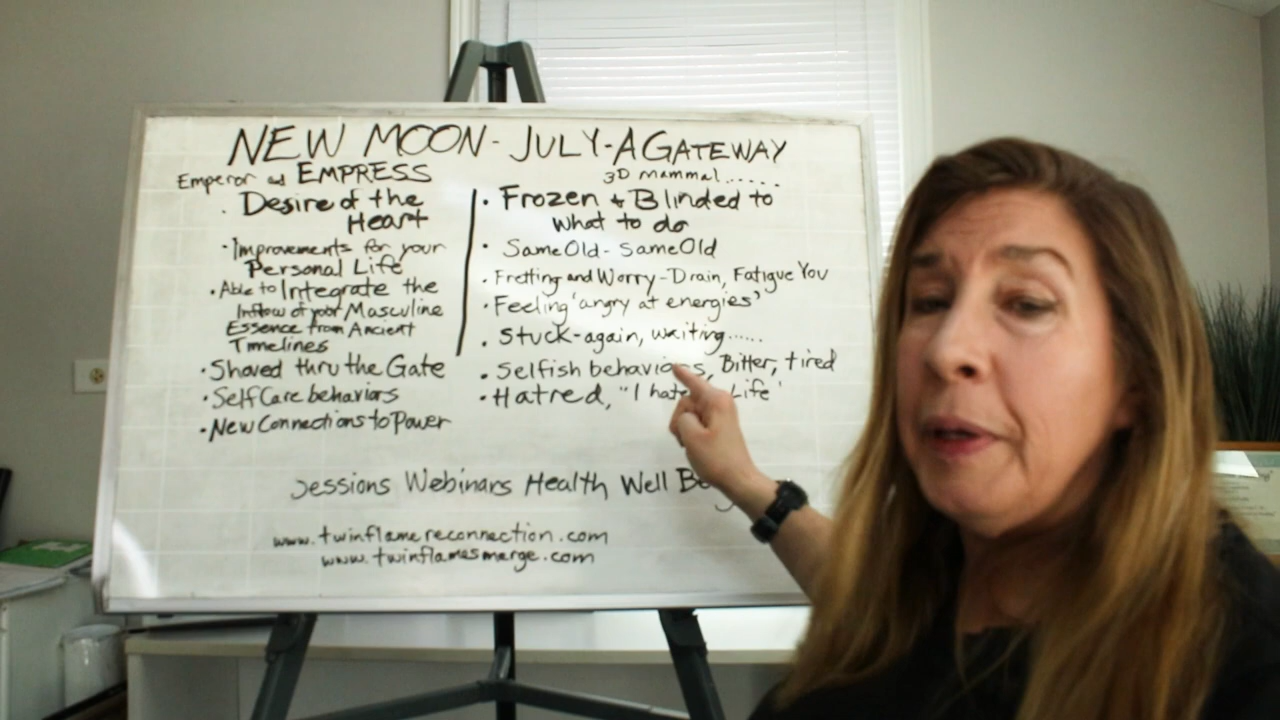 NEW MOON - JULY - A GATEWAY
Emperor and EMPRESS
· Desire of the
Heart
· Improvements for your
Personal Life
· Able to Integrate the
Inflow of your Masculine
Essence from Ancient
Timelines
· Shoved thru the Gate
· Self Care behaviors
· New Connections to Power
3D mammal......
· Frozen & Blinded to
what to do
· Same Old - Same Old
· Fretting and Worry - Drain, Fatigue You
· Feeling 'angry at energies'
· Stuck - again, waiting.....
· Selfish behaviors, Bitter, tired
· Hatred, "I hate Life'
Sessions Webinars Health Well
www.twinflamereconnection.com
www.twinflamesmerge.com